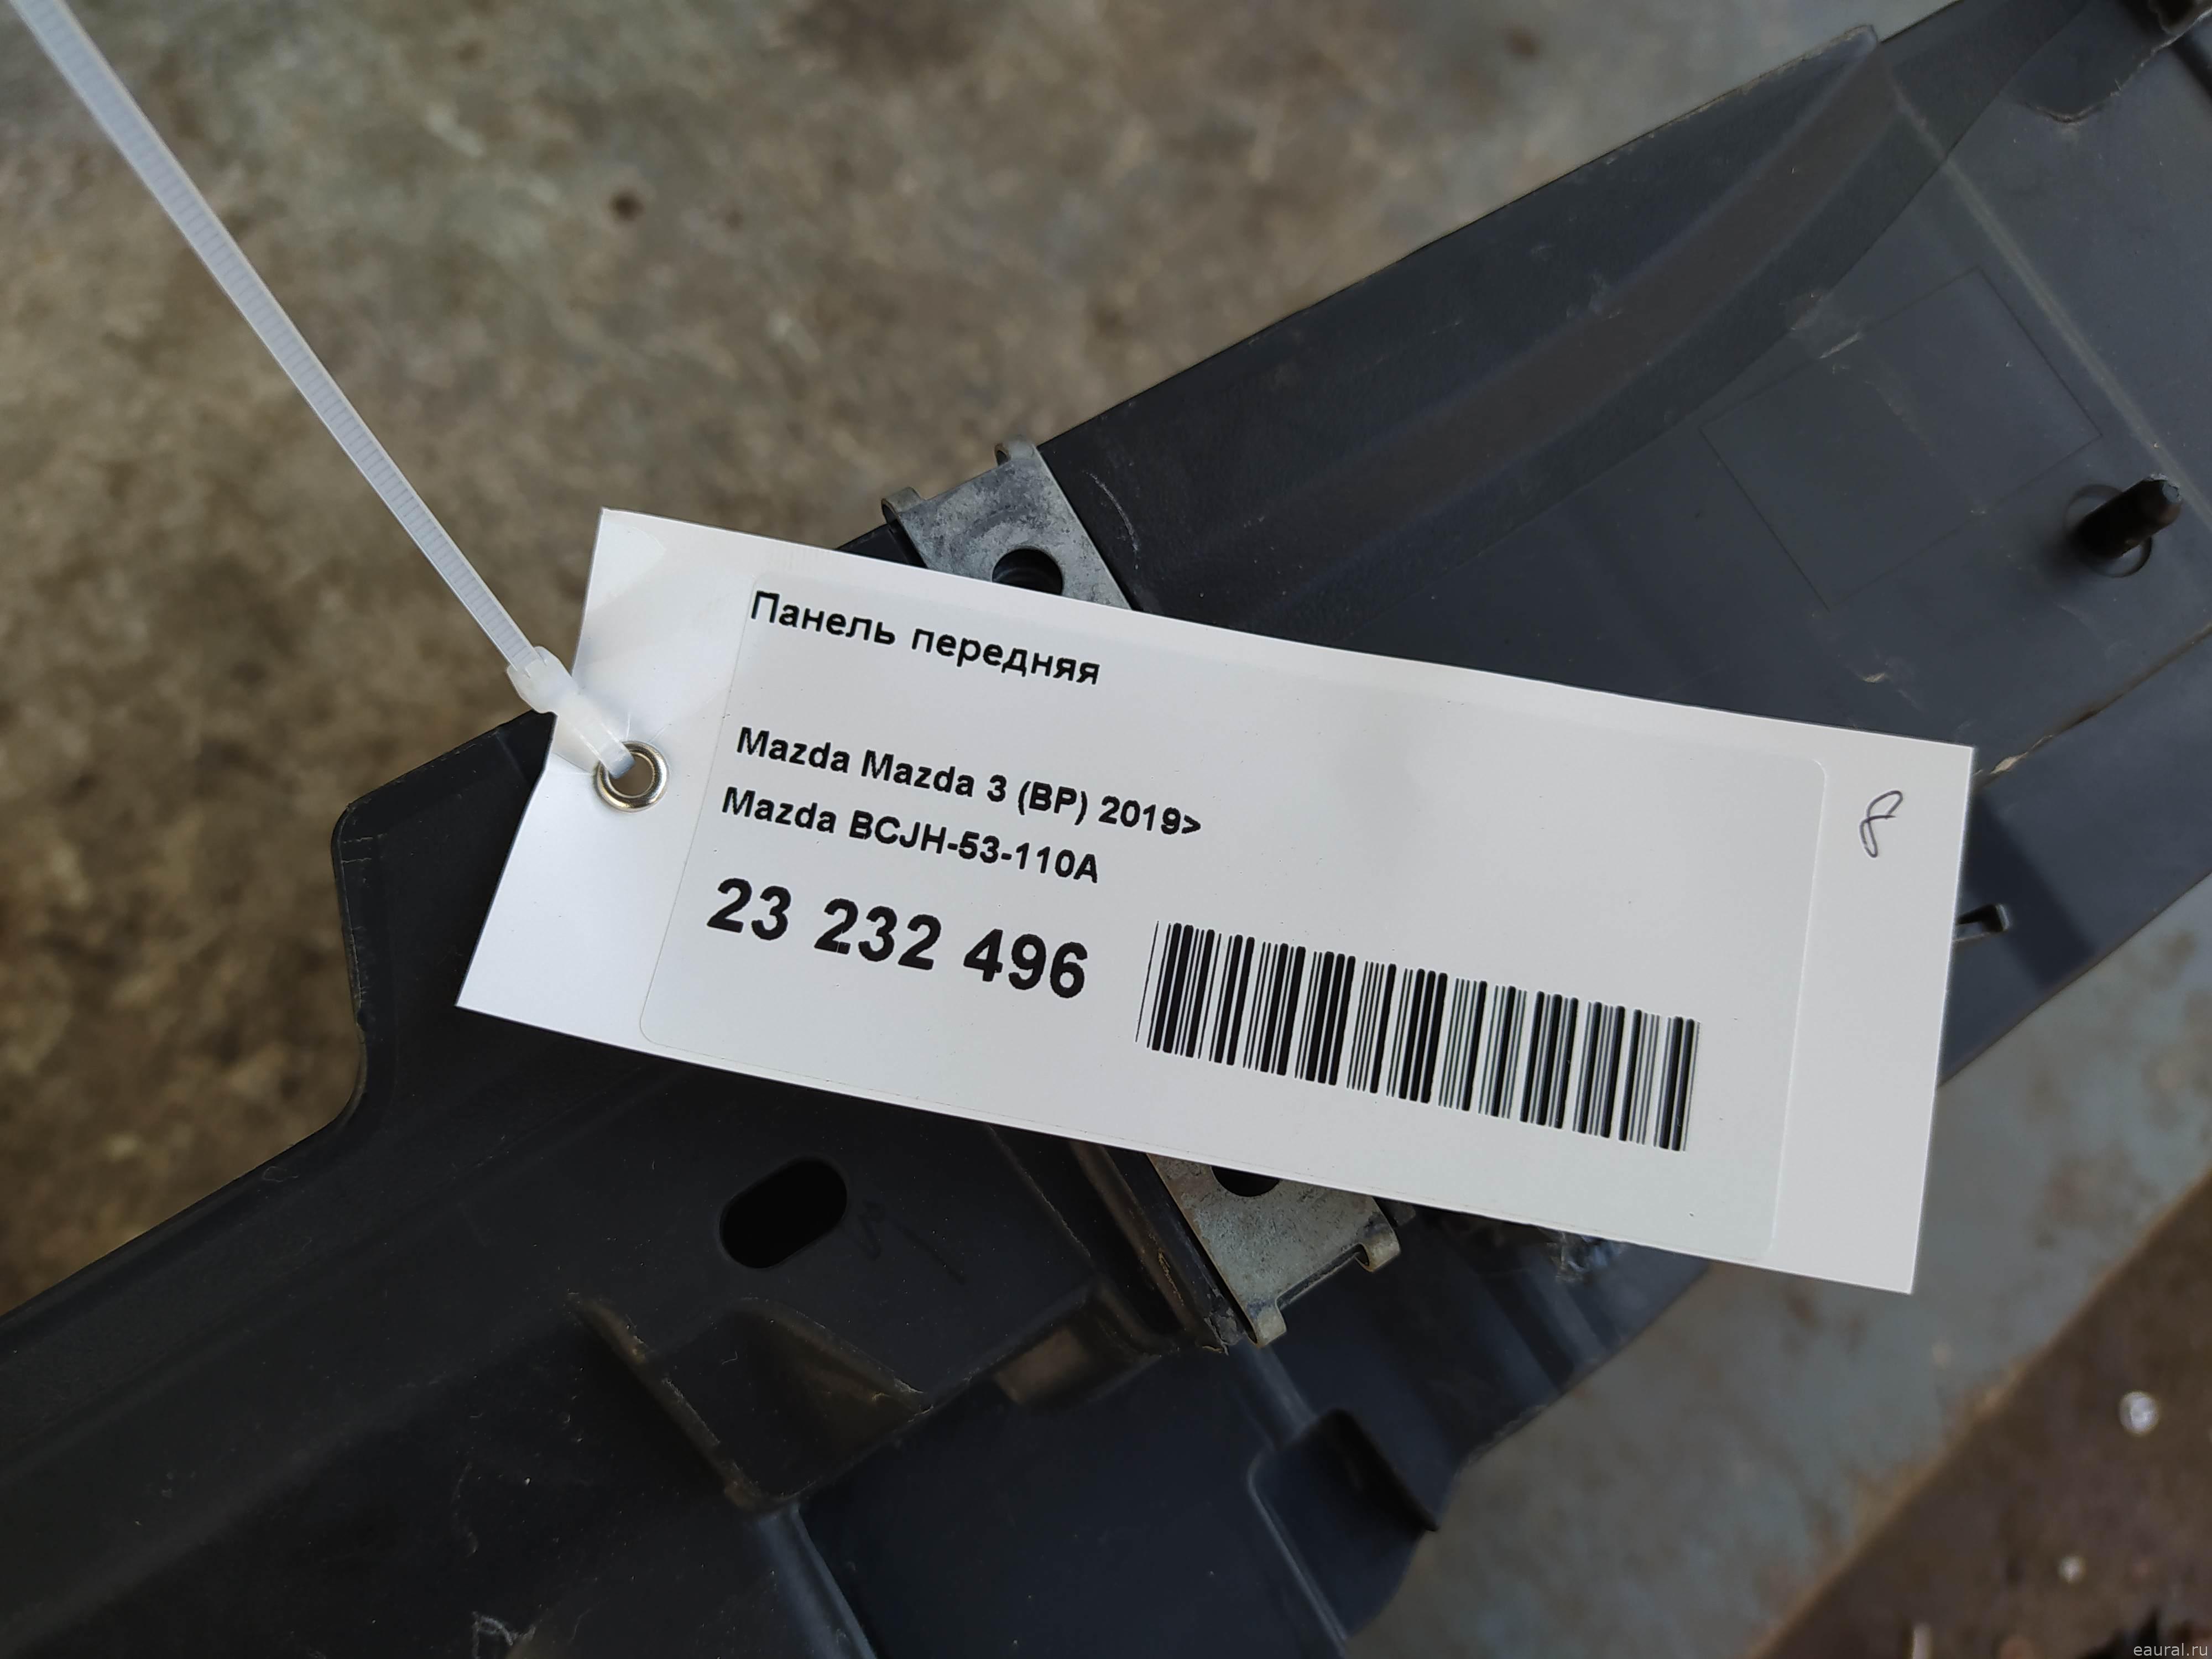 Панель передняя
Mazda Mazda 3 (BP) 2019>
Mazda BCJH-53-110A
23 232 496
8
eaural.ru